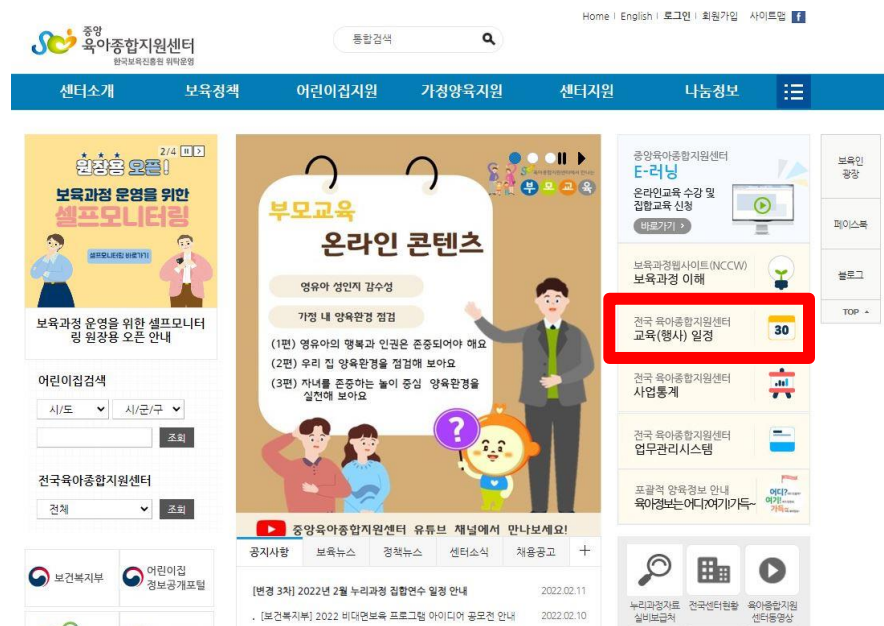 Home | English | 로그인 | 회원가입 사이트맵 f
중앙
육아종합지원센터
한국보육진흥원 위탁운영
통합검색
센터소개 보육정책 어린이집지원 가정양육지원 센터지원 나눔정보
2/4
원장용 오픈!
보육과정 운영을 위한
셀프모니터링
셀프모니터링 바로가기
보육과정 운영을 위한 셀프모니터
링 원장용 오픈 안내
어린이집검색
시/도 시/군/구
조회
전국육아종합지원센터
전체 조회
보건복지부
어린이집
정보공개포털
부모교육
부모교육
온라인 콘텐츠
영유아 성인지 감수성
가정 내 양육환경 점검
(1편) 영유아의 행복과 인권은 존중되어야 해요
(2편) 우리 집 양육환경을 점검해 보아요
(3편) 자녀를 존중하는 놀이 중심 양육환경을
실천해 보아요
?
중앙육아종합지원센터 유튜브 채널에서 만나보세요!
공지사항 보육뉴스 정책뉴스 센터소식 채용공고 +
[변경 3차] 2022년 2월 누리과정 집합연수 일정 안내 2022.02.11
. [보건복지부] 2022 비대면보육 프로그램 아이디어 공모전 안내 2022.02.10
중앙육아종합지원센터
E-러닝
온라인교육 수강 및
집합교육 신청
바로가기 >
보육과정웹사이트(NCCW)
보육과정 이해
전국 육아종합지원센터
교육(행사) 일정
30
전국 육아종합지원센터
사업통계
전국 육아종합지원센터
업무관리시스템
포괄적 양육정보 안내
육아정보는어디?여기!가득~
어디?
여기!
가득
누리과정자료
실비보급처
전국센터현황
육아종합지원
센터동영상
보육인
광장
페이스북
블로그
TOP